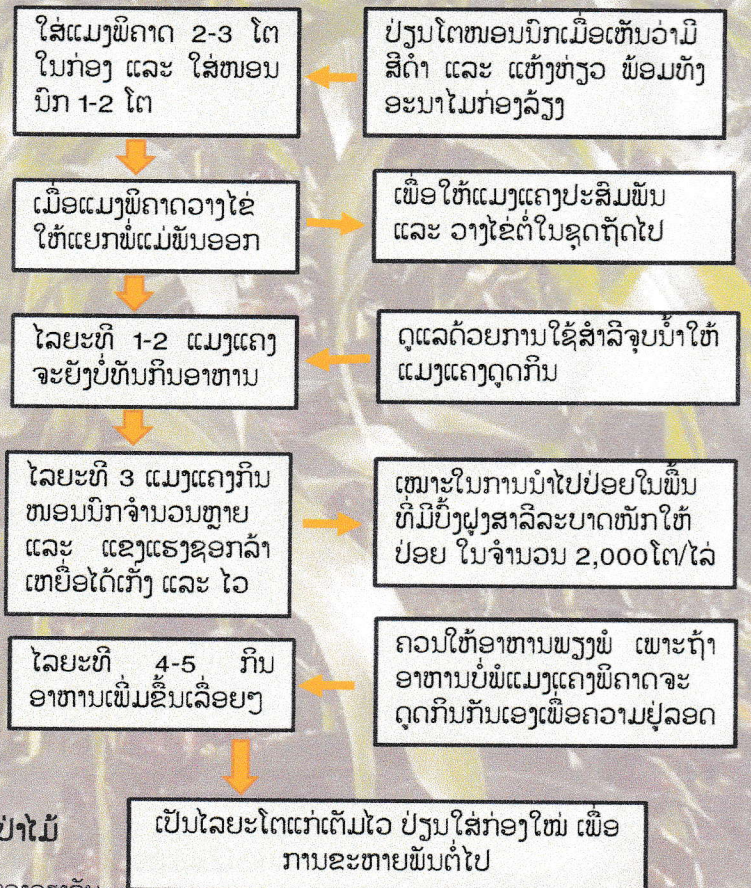 ໃສ່ແມງພິຄາດ 2-3 ໂຕ
ໃນກ່ອງ ແລະ ໃສ່ໜອນ
ນົກ 1-2 ໂຕ
ປ່ຽນໂຕໜອນນົກເມື່ອເຫັນວ່າມີ
ສີດຳ ແລະ ແຫ້ງຫ່ຽວ ພ້ອມທັງ
ອະນາໄມກ່ອງລ້ຽງ
ເມື່ອແມງພິຄາດວາງໄຂ່
ໃຫ້ແຍກພໍ່ແມ່ພັນອອກ
ເພື່ອໃຫ້ແມງແຄງປະສົມພັນ
ແລະ ວາງໄຂ່ຕໍ່ໃນຊຸດຖັດໄປ
ໄລຍະທີ 1-2 ແມງແຄງ
ຈະຍັງບໍ່ທັນກິນອາຫານ
ດູແລດ້ວຍການໃຊ້ສຳລີຈຸບນ້ຳໃຫ້
ແມງແຄງດູດກິນ
ໄລຍະທີ 3 ແມງແຄງກິນ
ໜອນນົກຈຳນວນຫຼາຍ
ແລະ ແຂງແຮງຊອກລ້າ
ເຫຍື່ອໄດ້ເກັ່ງ ແລະ ໄວ
ເໝາະໃນການນຳໄປປ່ອຍໃນພື້ນ
ທີ່ມີບົ້ງຝູງສາລີລະບາດໜັກໃຫ້
ປ່ອຍ ໃນຈຳນວນ 2,000ໂຕ/ໄລ່
ໄລຍະທີ 4-5 ກິນ
ອາຫານເພີ່ມຂື້ນເລື່ອຍໆ
ຄວນໃຫ້ອາຫານພຽງພໍ ເພາະຖ້າ
ອາຫານບໍ່ພໍແມງແຄງພິຄາດຈະ
ດູດກິນກັນເອງເພື່ອຄວາມຢູ່ລອດ
ປ່າໄມ້
ເປັນໄລຍະໂຕແກ່ເຕັມໄວ ປ່ຽນໃສ່ກ່ອງໃໝ່ ເພື່ອ
ການຂະຫາຍພັນຕໍ່ໄປ